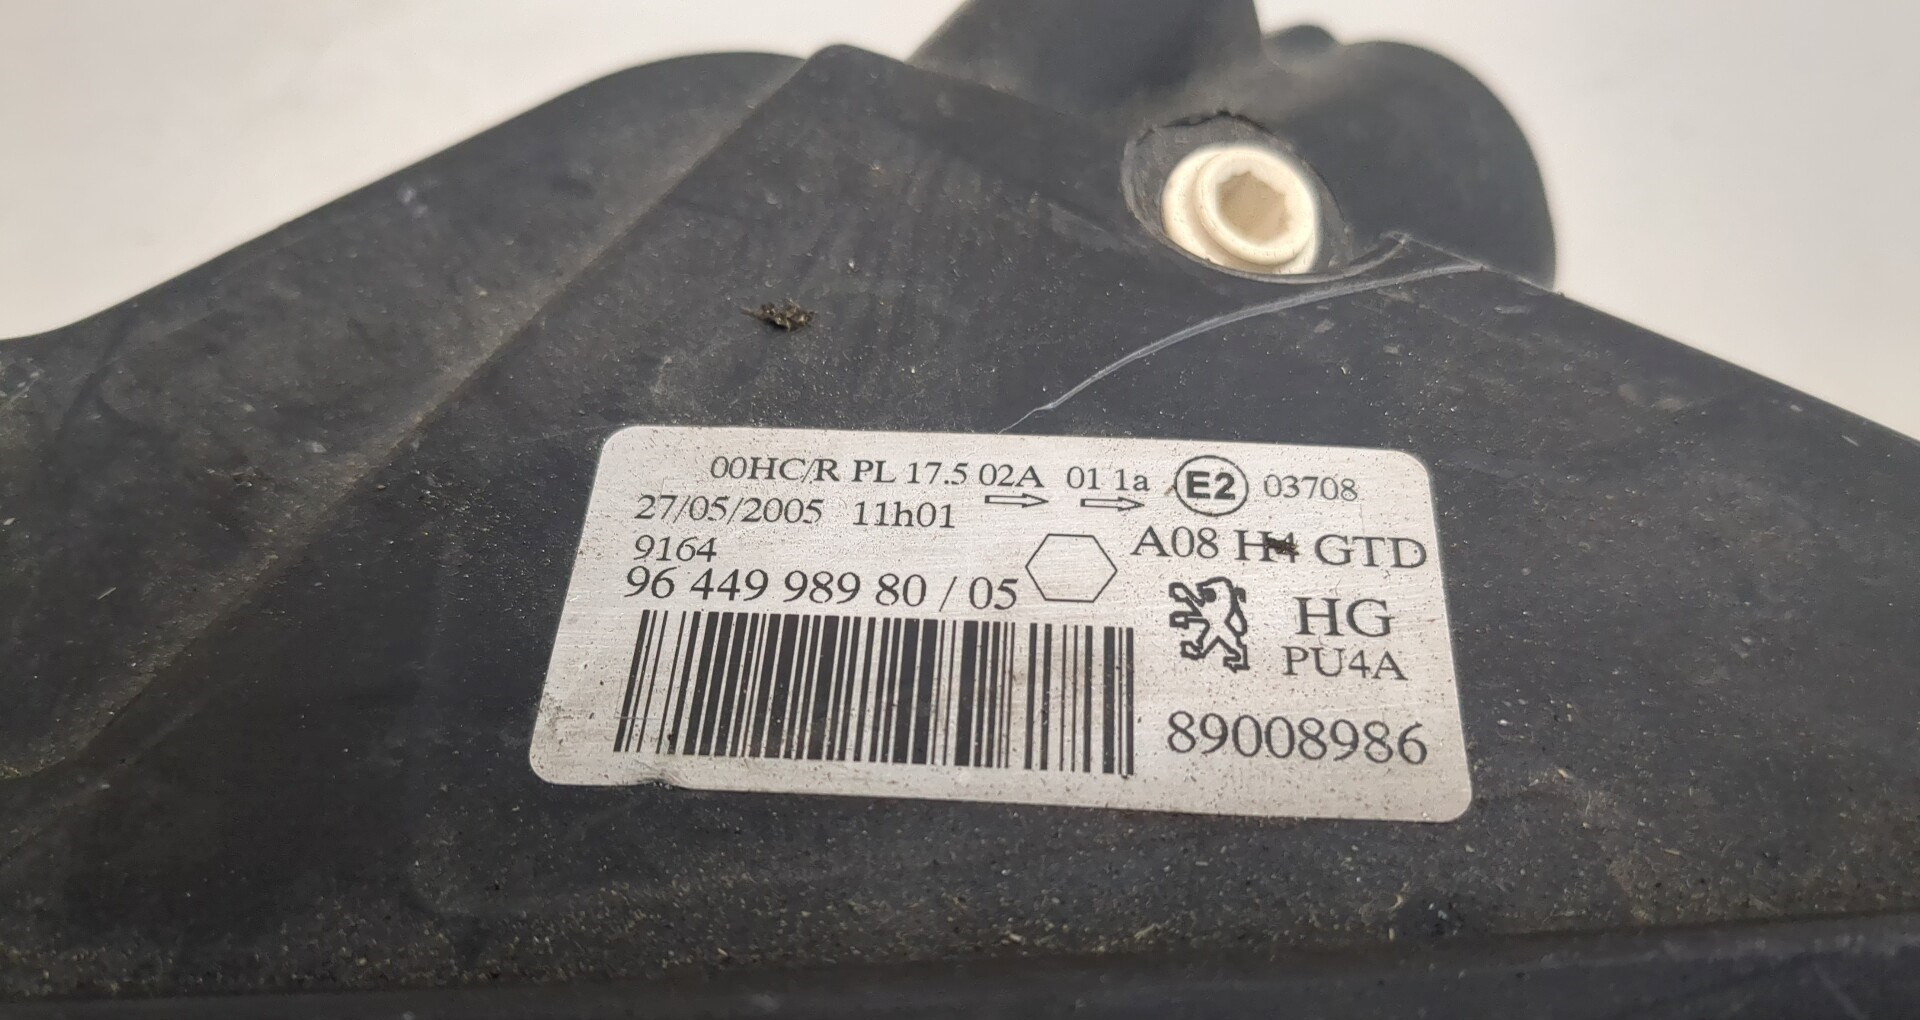 00HC/R PL 17.5 02A 01 1a E2 03708
27/05/2005 11h01
9164
A08 H4 GTD
96 449 989 80 / 05
HG
PU4A
89008986